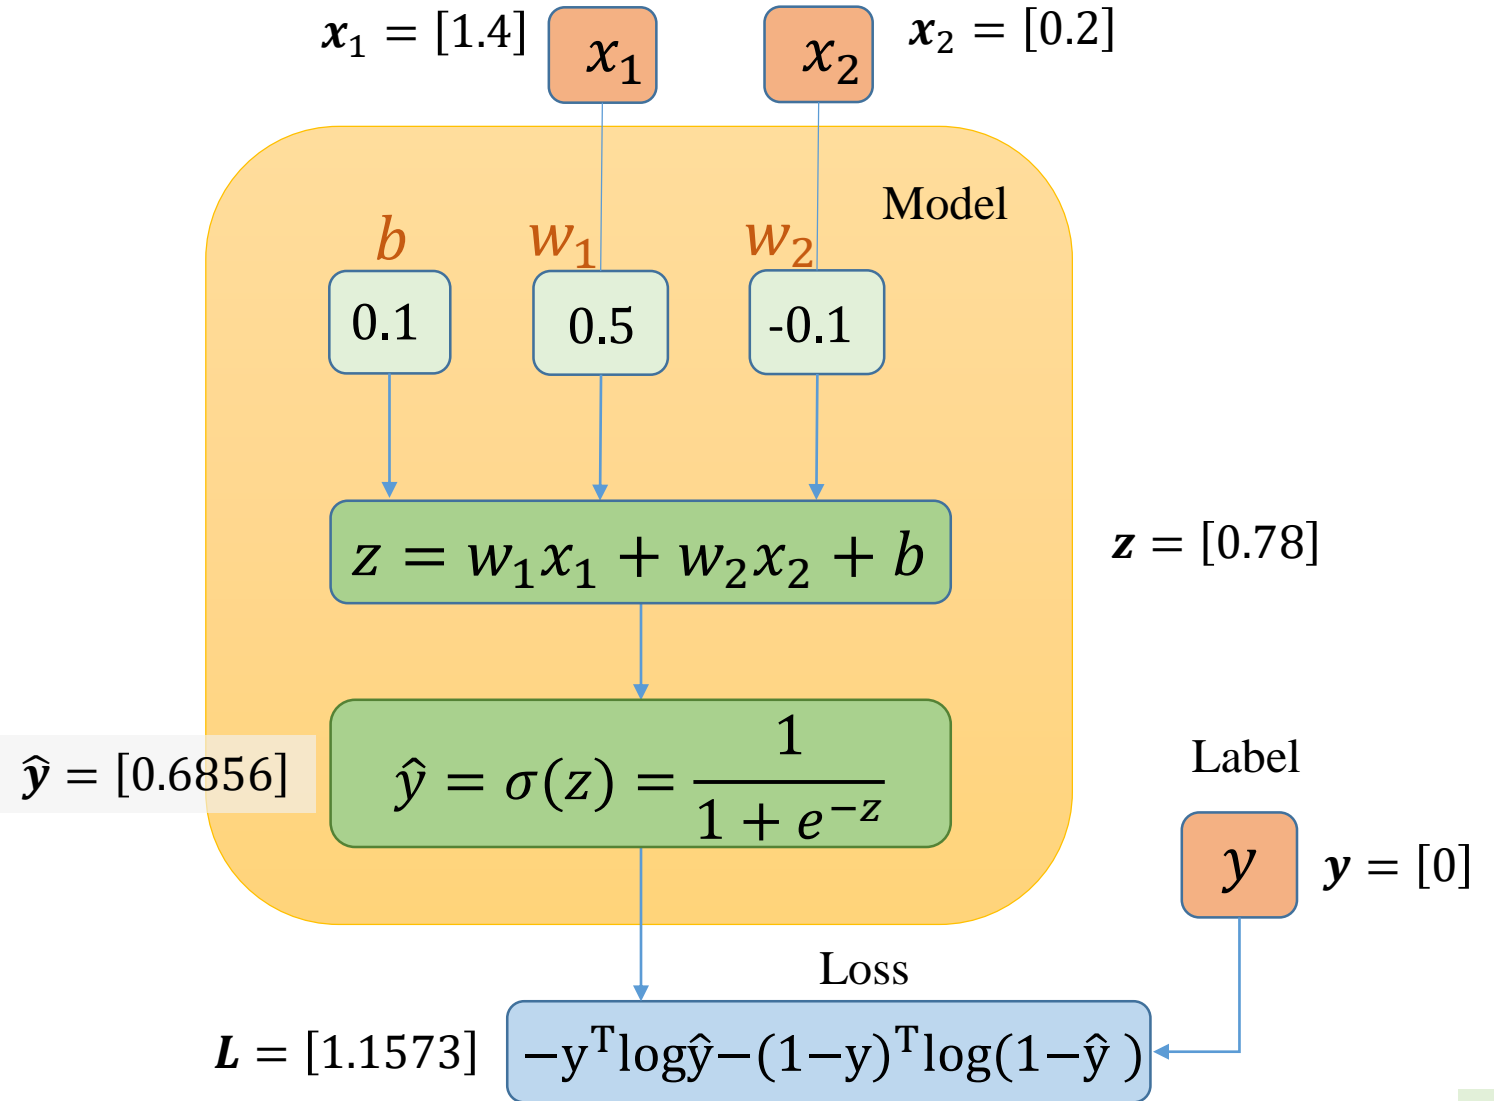 𝒙₁ = [1.4]
x₁
x₂
𝒙₂ = [0.2]
Model
b
w₁
w₂
0.1
0.5
-0.1
z = w₁x₁ + w₂x₂ + b
𝒛 = [0.78]
ŷ = [0.6856]
ŷ = σ(z) = 1 / (1 + e⁻ᶻ)
Label
y
𝒚 = [0]
Loss
𝑳 = [1.1573]
−yᵀlogŷ−(1−y)ᵀlog(1−ŷ )